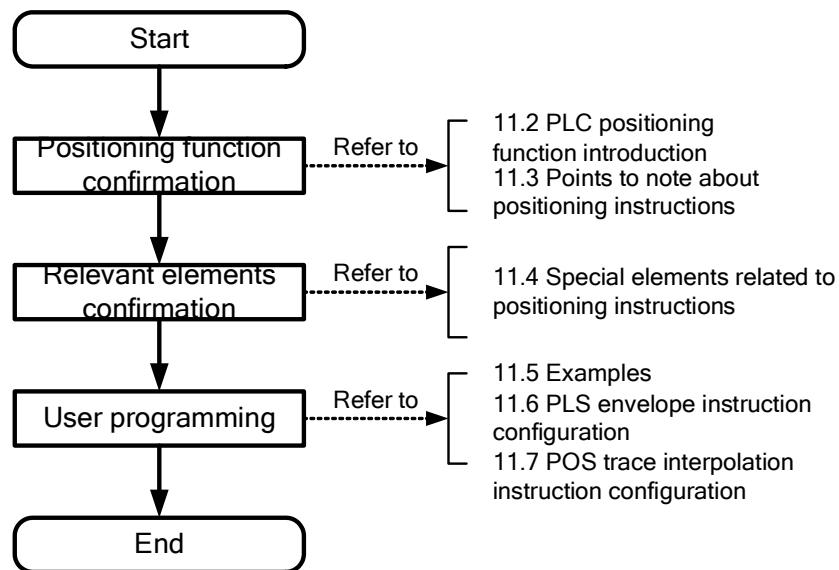 Start
Positioning function
confirmation
Refer to
11.2 PLC positioning
function introduction
11.3 Points to note about
positioning instructions
Relevant elements
confirmation
Refer to
11.4 Special elements related to
positioning instructions
User programming
Refer to
11.5 Examples
11.6 PLS envelope instruction
configuration
11.7 POS trace interpolation
instruction configuration
End